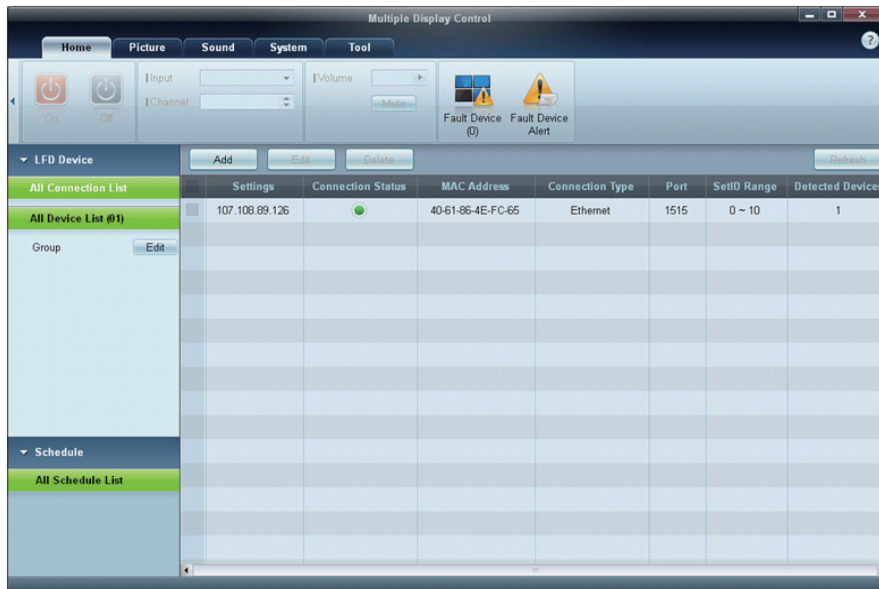 Multiple Display Control
Home Picture Sound System Tool
?
On Off
Input
Channel
Volume
Mute
Fault Device
(0)
Fault Device
Alert
LFD Device
Add Edit Delete Refresh
All Connection List
Settings Connection Status MAC Address Connection Type Port SetID Range Detected Device
All Device List (01)
107.108.89.126 40-61-86-4E-FC-65 Ethernet 1515 0 ~ 10 1
Group Edit
Schedule
All Schedule List